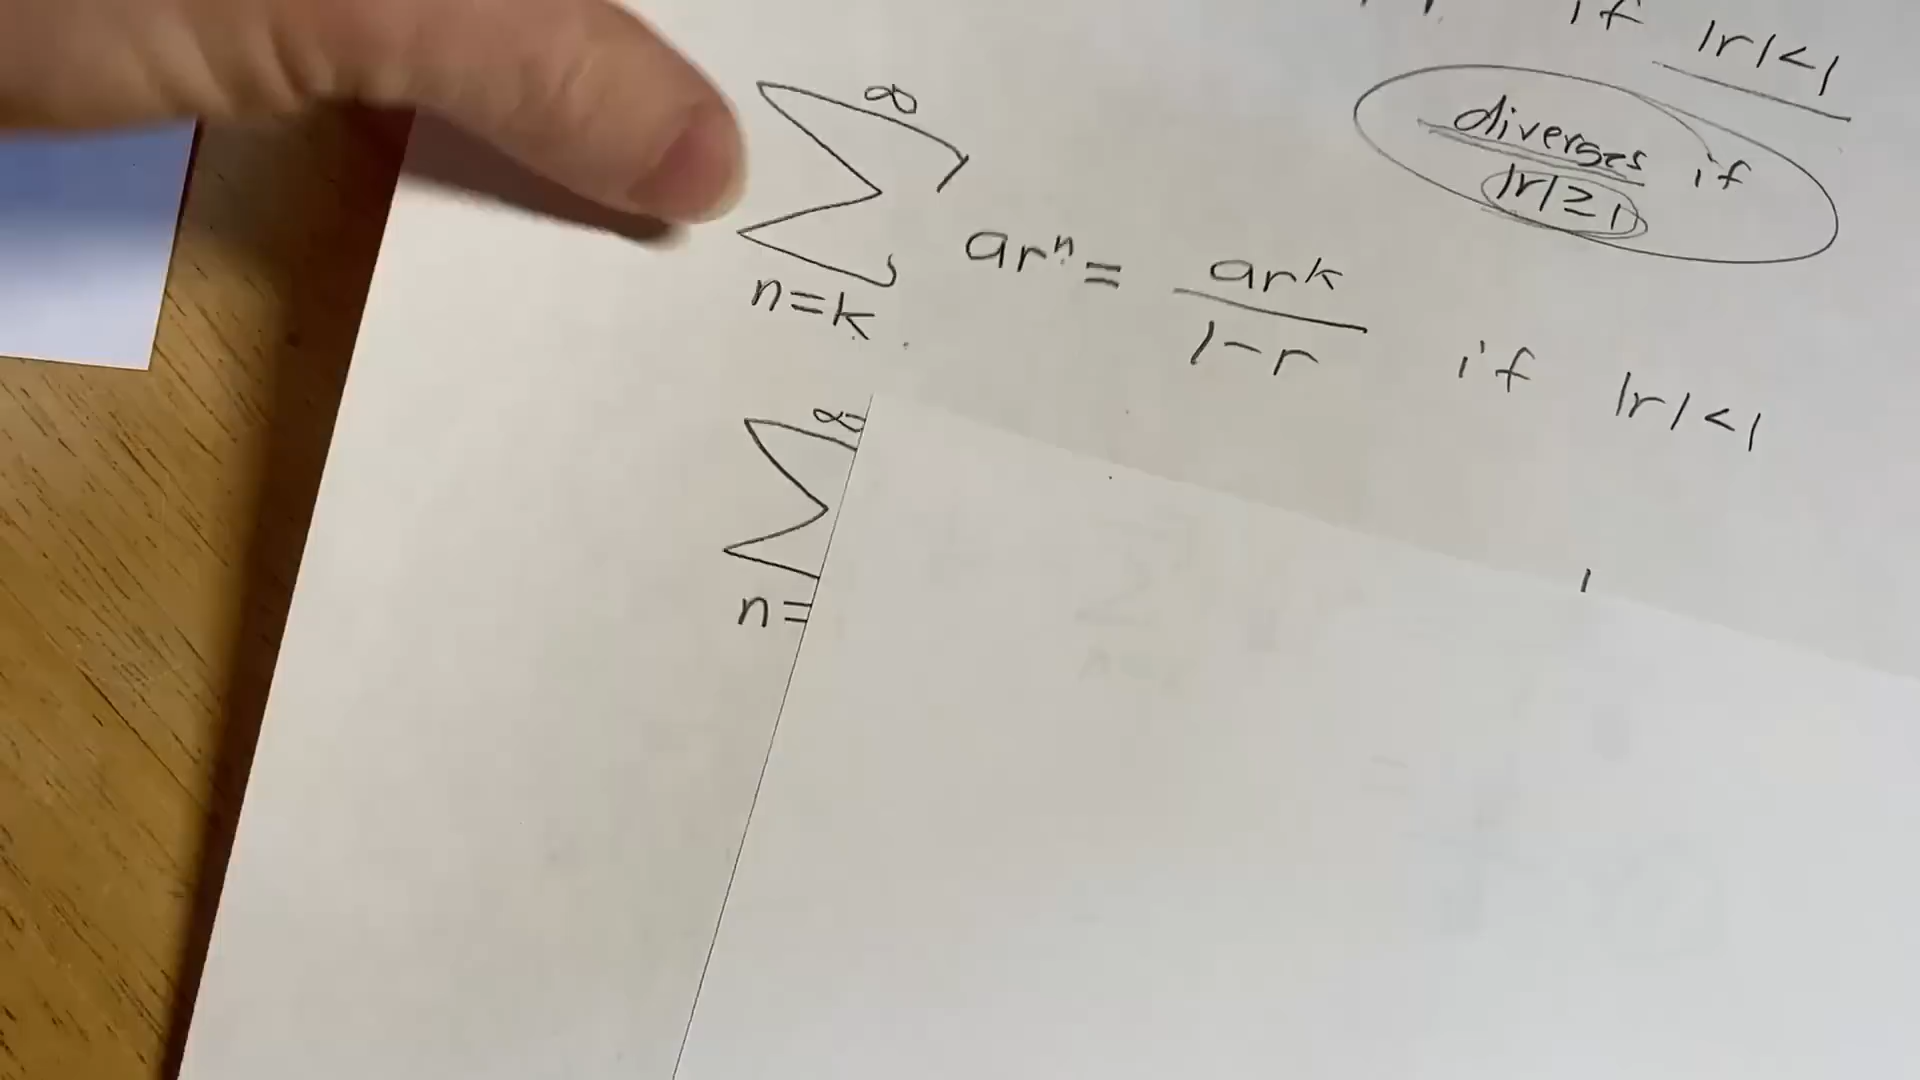 if |r|<1
diverges if
|r|≥1
∞
∑ arⁿ = arᵏ / 1-r if |r|<1
n=k
∞
∑
n=